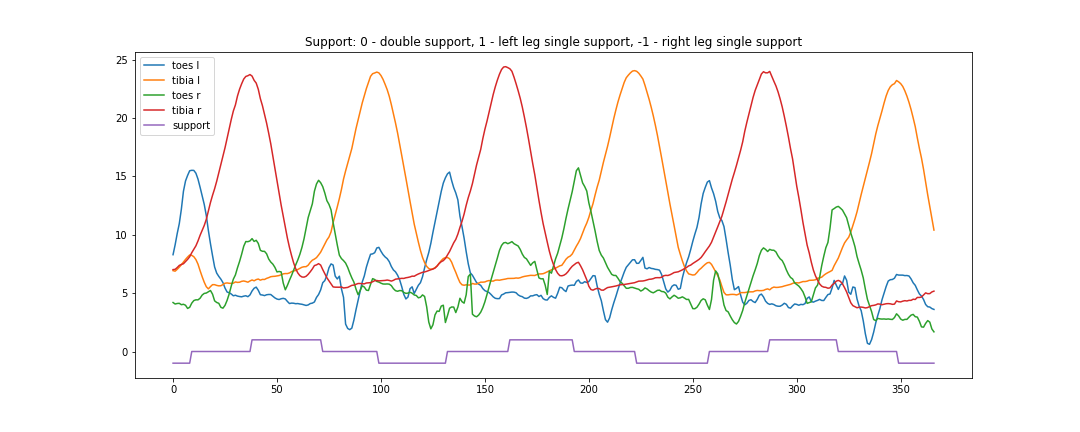 Support: 0 - double support, 1 - left leg single support, -1 - right leg single support
25
20
15
10
5
0
toes l
tibia l
toes r
tibia r
support
0 50 100 150 200 250 300 350